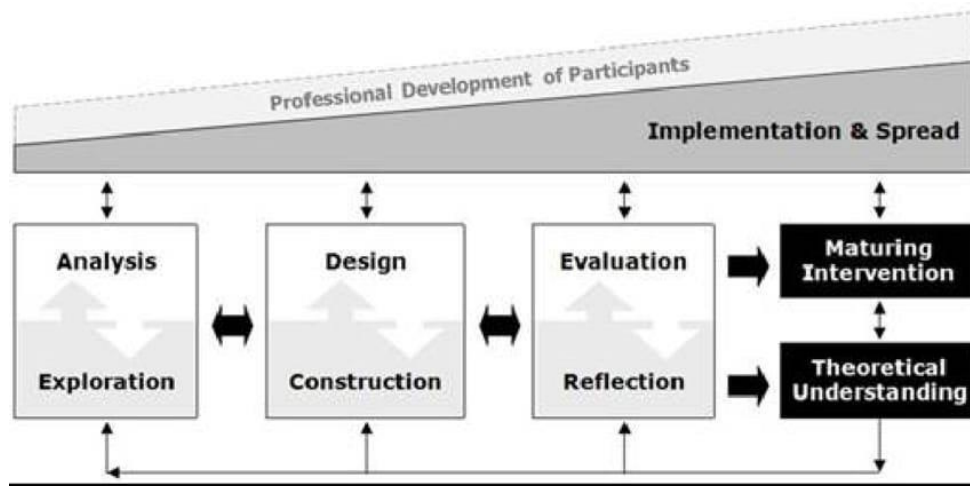 Professional Development of Participants
Implementation & Spread
Analysis
Exploration
Design
Construction
Evaluation
Reflection
Maturing
Intervention
Theoretical
Understanding